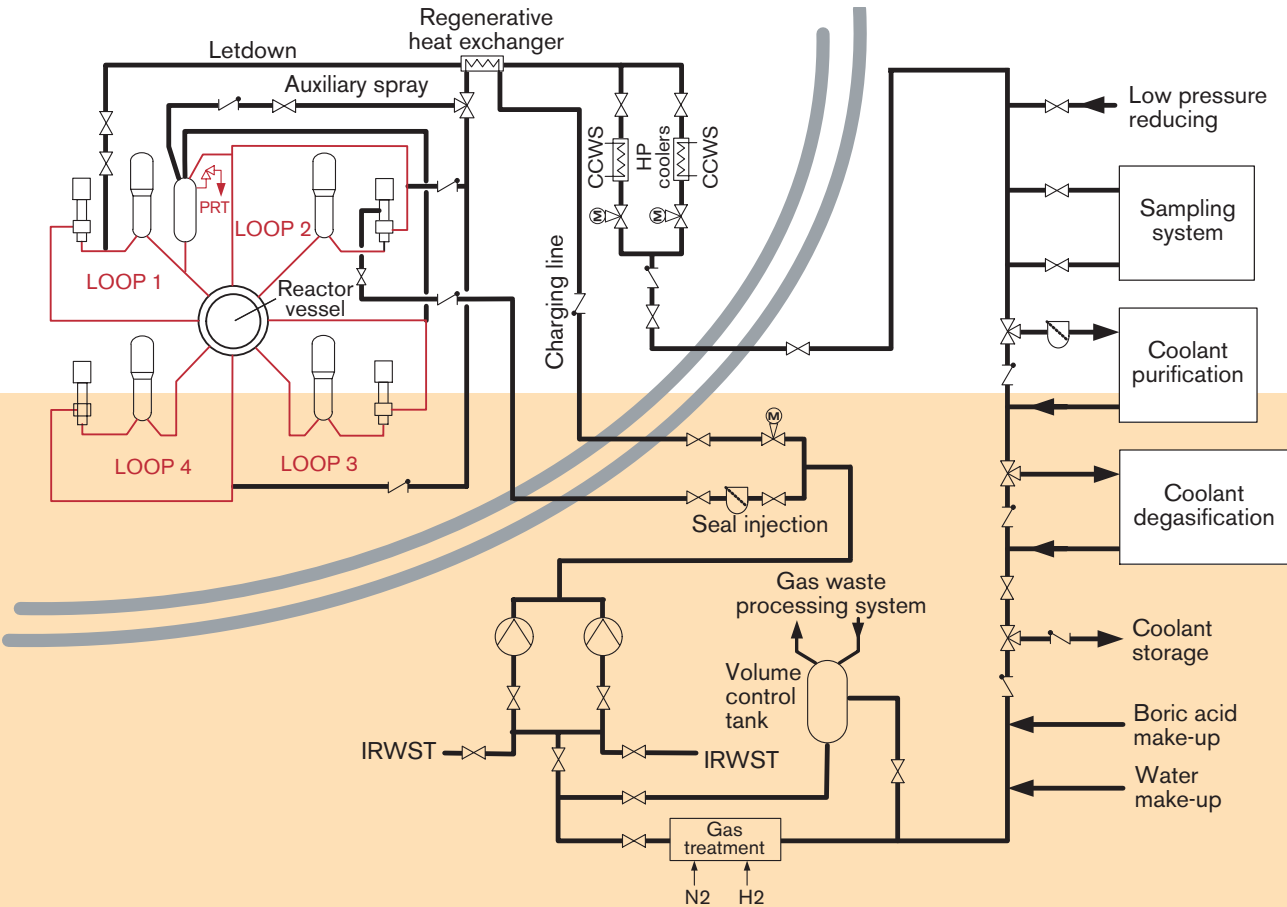 Regenerative
heat exchanger
Letdown
Auxiliary spray
Low pressure
reducing
CCWS
HP
coolers
CCWS
M
M
Sampling
system
PRT
LOOP 2
LOOP 1
Reactor
vessel
Charging line
Coolant
purification
M
LOOP 4
LOOP 3
Seal injection
Coolant
degasification
Gas waste
processing system
Coolant
storage
Volume
control
tank
Boric acid
make-up
IRWST
IRWST
Water
make-up
Gas
treatment
N2
H2